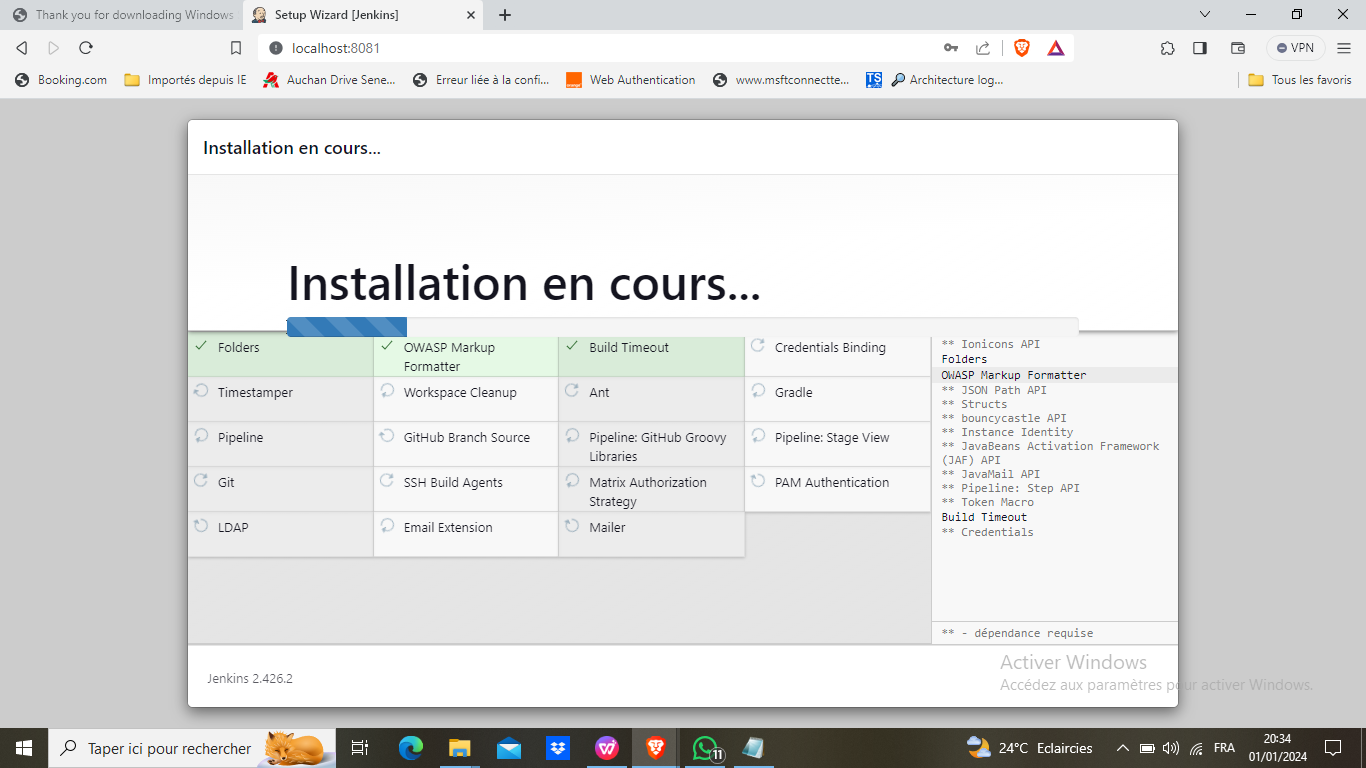 Thank you for downloading Windows
Setup Wizard [Jenkins]
localhost:8081
VPN
Booking.com
Importés depuis IE
Auchan Drive Sene...
Erreur liée à la confi...
Web Authentication
www.msftconnectte...
TS
Architecture log...
Tous les favoris
Installation en cours...
Installation en cours...
Folders
OWASP Markup
Formatter
Build Timeout
Credentials Binding
Timestamper
Workspace Cleanup
Ant
Gradle
Pipeline
GitHub Branch Source
Pipeline: GitHub Groovy
Libraries
Pipeline: Stage View
Git
SSH Build Agents
Matrix Authorization
Strategy
PAM Authentication
LDAP
Email Extension
Mailer
** Ionicons API
Folders
OWASP Markup Formatter
** JSON Path API
** Structs
** bouncycastle API
** Instance Identity
** JavaBeans Activation Framework
(JAF) API
** JavaMail API
** Pipeline: Step API
** Token Macro
Build Timeout
** Credentials
** - dépendance requise
Jenkins 2.426.2
Activer Windows
Accédez aux paramètres pour activer Windows.
Taper ici pour rechercher
11
24°C Eclaircies
FRA
20:34
01/01/2024